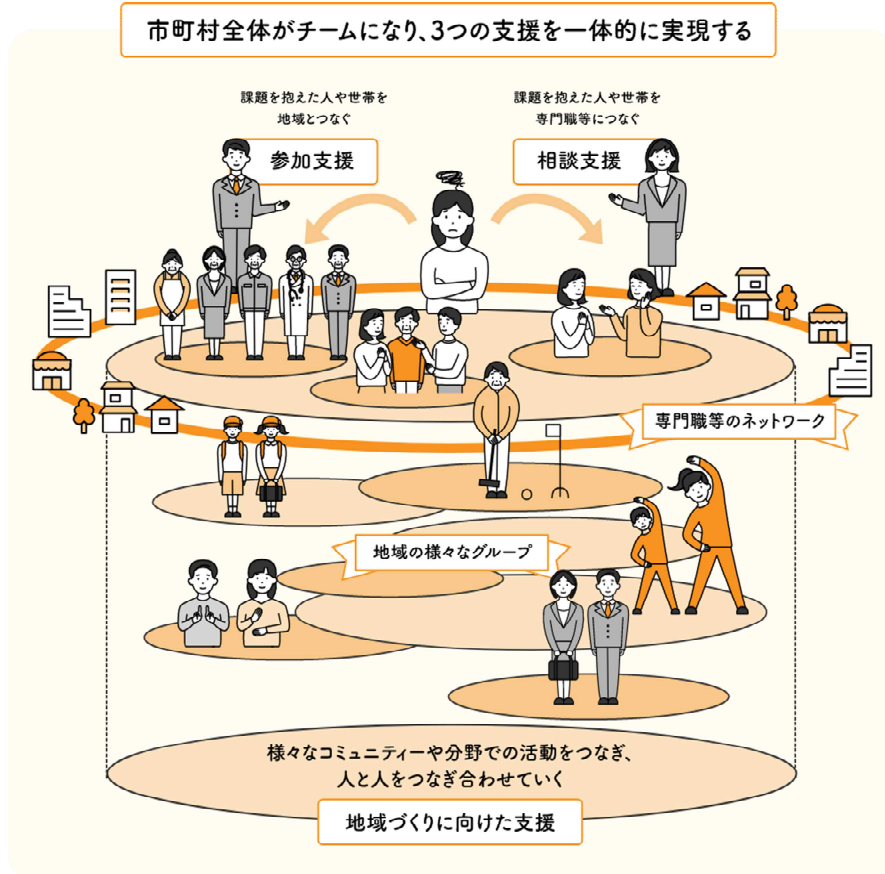 市町村全体がチームになり、3つの支援を一体的に実現する
課題を抱えた人や世帯を
地域とつなぐ
参加支援
課題を抱えた人や世帯を
専門職等につなぐ
相談支援
専門職等のネットワーク
地域の様々なグループ
様々なコミュニティーや分野での活動をつなぎ、
人と人をつなぎ合わせていく
地域づくりに向けた支援